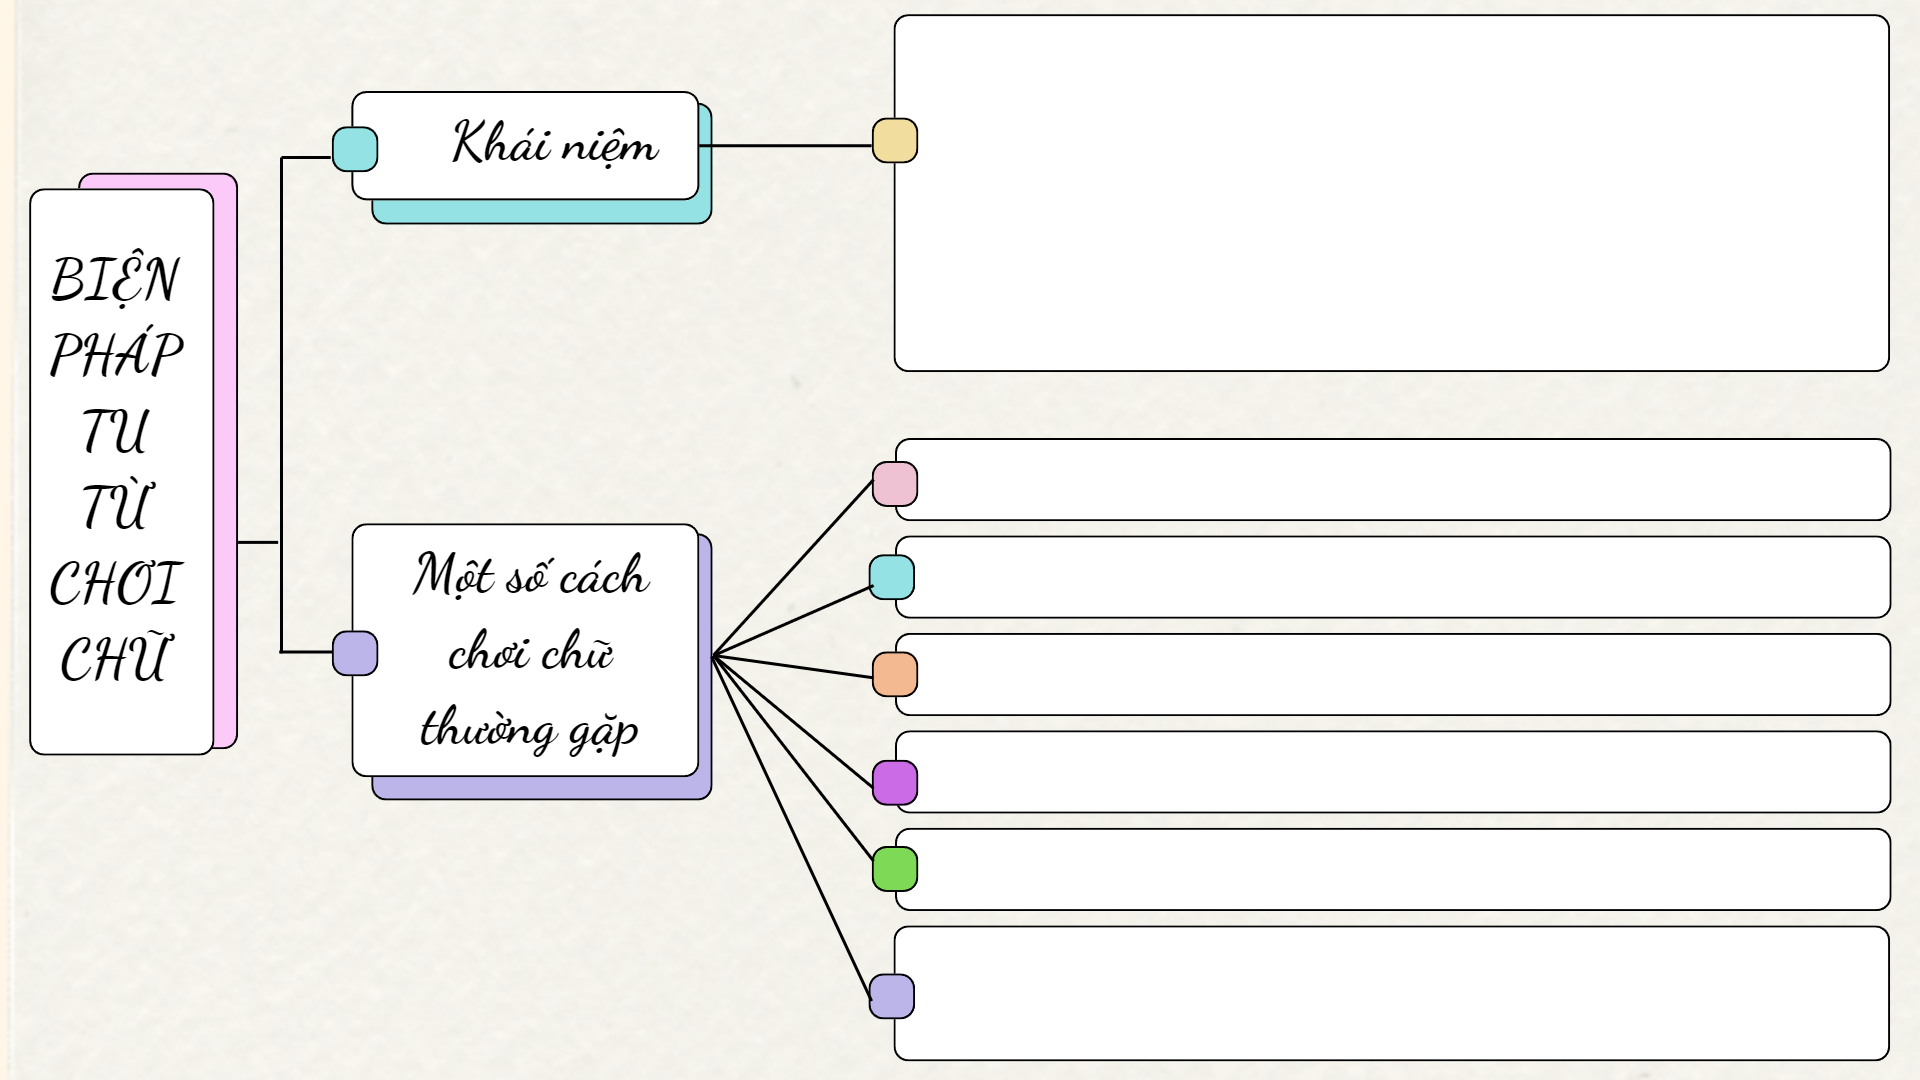 BIỆN
PHÁP
TU
TỪ
CHƠI
CHỮ
Khái niệm
Một số cách
chơi chữ
thường gặp